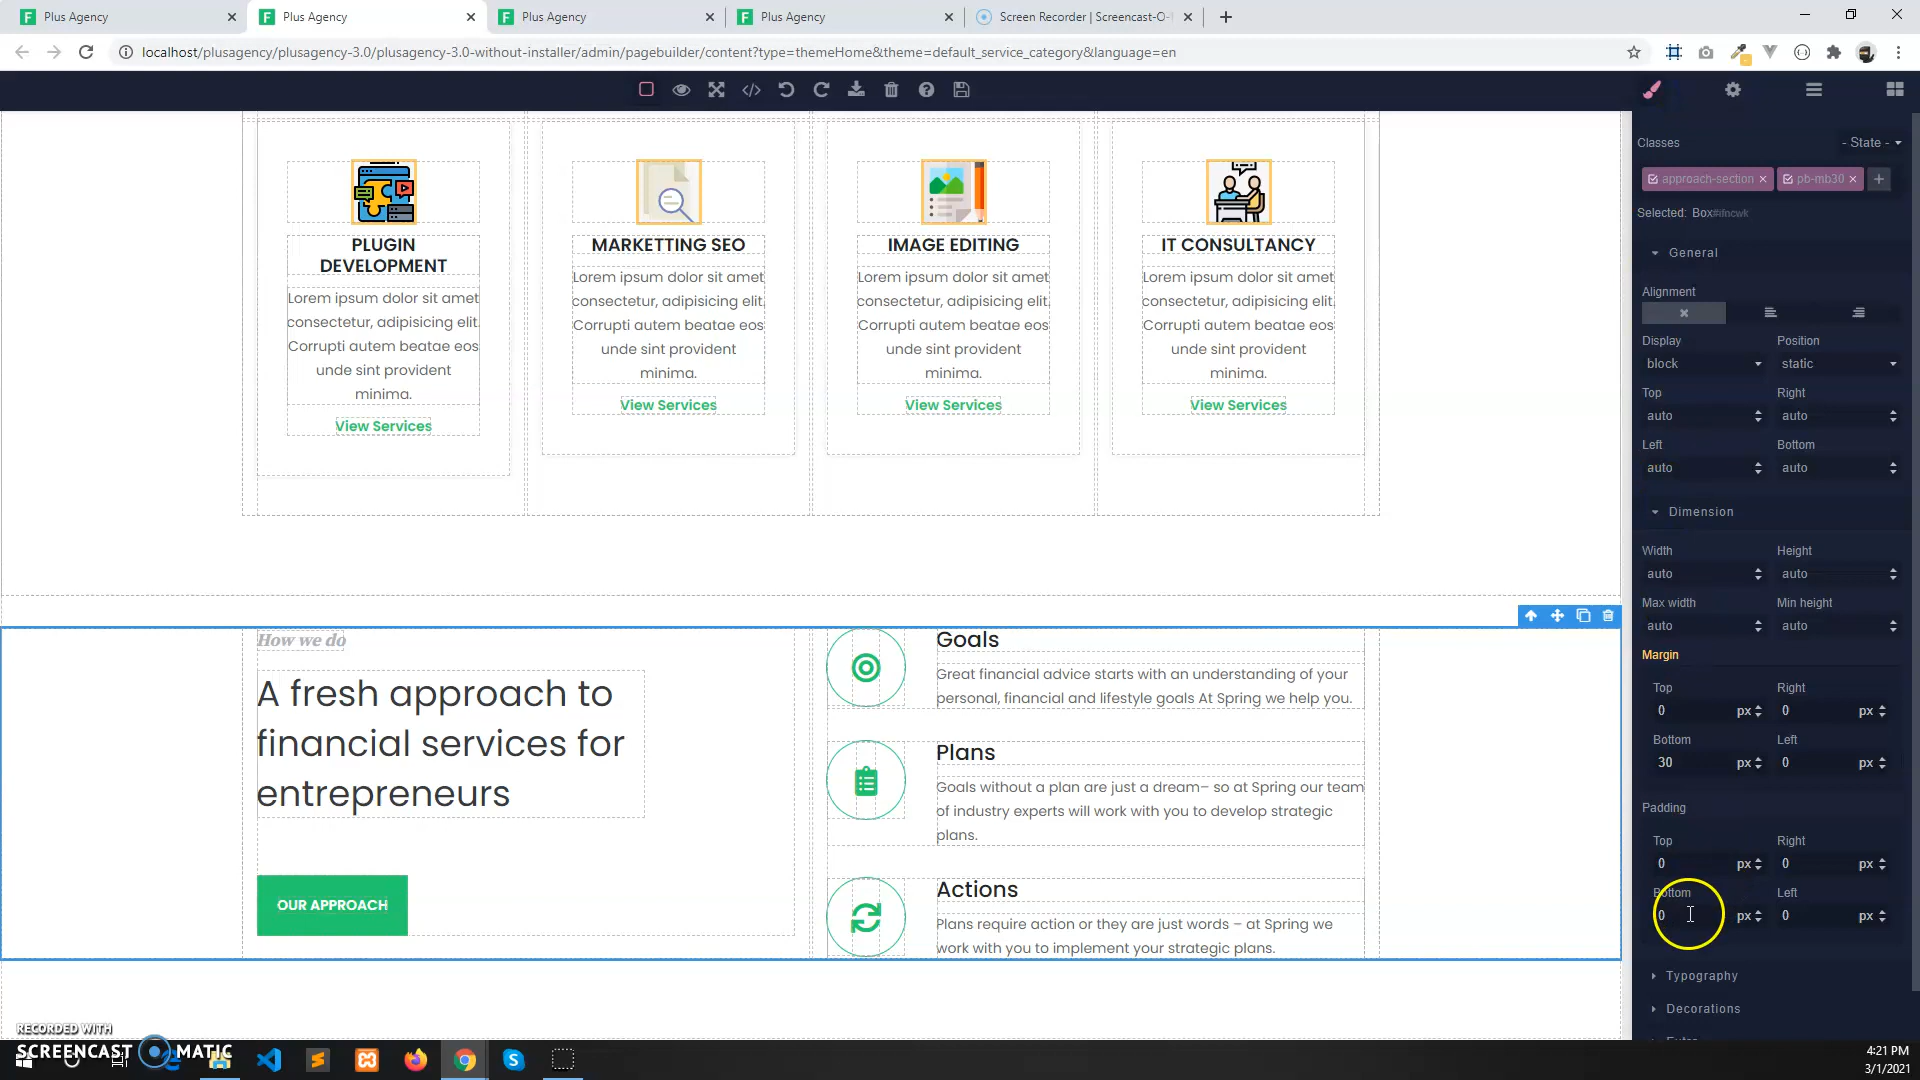 Plus Agency
Plus Agency
Plus Agency
Plus Agency
Screen Recorder | Screencast-O-
localhost/plusagency/plusagency-3.0/plusagency-3.0-without-installer/admin/pagebuilder/content?type=themeHome&theme=default_service_category&language=en
Classes
- State -
approach-section
pb-mb30
Selected: Box#ifncwk
General
Alignment
Display
Position
block
static
Top
Right
auto
auto
Left
Bottom
auto
auto
Dimension
Width
Height
auto
auto
Max width
Min height
auto
auto
Margin
Top
Right
0 px
0 px
Bottom
Left
30 px
0 px
Padding
Top
Right
0 px
0 px
Bottom
Left
0 px
0 px
Typography
Decorations
PLUGIN
DEVELOPMENT
Lorem ipsum dolor sit amet
consectetur, adipisicing elit.
Corrupti autem beatae eos
unde sint provident
minima.
View Services
MARKETTING SEO
Lorem ipsum dolor sit amet
consectetur, adipisicing elit.
Corrupti autem beatae eos
unde sint provident
minima.
View Services
IMAGE EDITING
Lorem ipsum dolor sit amet
consectetur, adipisicing elit.
Corrupti autem beatae eos
unde sint provident
minima.
View Services
IT CONSULTANCY
Lorem ipsum dolor sit amet
consectetur, adipisicing elit.
Corrupti autem beatae eos
unde sint provident
minima.
View Services
How we do
A fresh approach to
financial services for
entrepreneurs
OUR APPROACH
Goals
Great financial advice starts with an understanding of your
personal, financial and lifestyle goals At Spring we help you.
Plans
Goals without a plan are just a dream– so at Spring our team
of industry experts will work with you to develop strategic
plans.
Actions
Plans require action or they are just words – at Spring we
work with you to implement your strategic plans.
RECORDED WITH
SCREENCAST MATIC
4:21 PM
3/1/2021